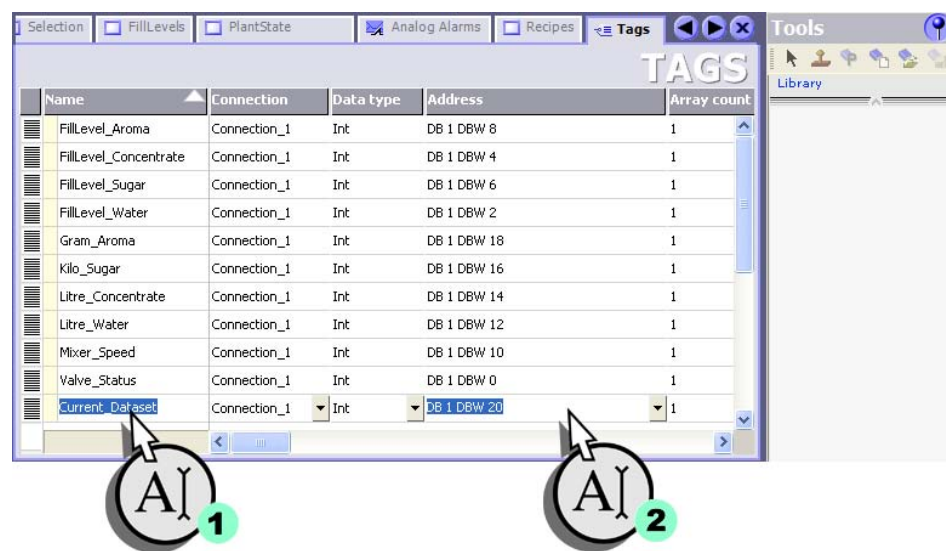 Selection FillLevels PlantState Analog Alarms Recipes Tags Tools
TAGS
Library
Name Connection Data type Address Array count
FillLevel_Aroma Connection_1 Int DB 1 DBW 8 1
FillLevel_Concentrate Connection_1 Int DB 1 DBW 4 1
FillLevel_Sugar Connection_1 Int DB 1 DBW 6 1
FillLevel_Water Connection_1 Int DB 1 DBW 2 1
Gram_Aroma Connection_1 Int DB 1 DBW 18 1
Kilo_Sugar Connection_1 Int DB 1 DBW 16 1
Litre_Concentrate Connection_1 Int DB 1 DBW 14 1
Litre_Water Connection_1 Int DB 1 DBW 12 1
Mixer_Speed Connection_1 Int DB 1 DBW 10 1
Valve_Status Connection_1 Int DB 1 DBW 0 1
Current_Dataset Connection_1 Int DB 1 DBW 20 1
A 1 A 2